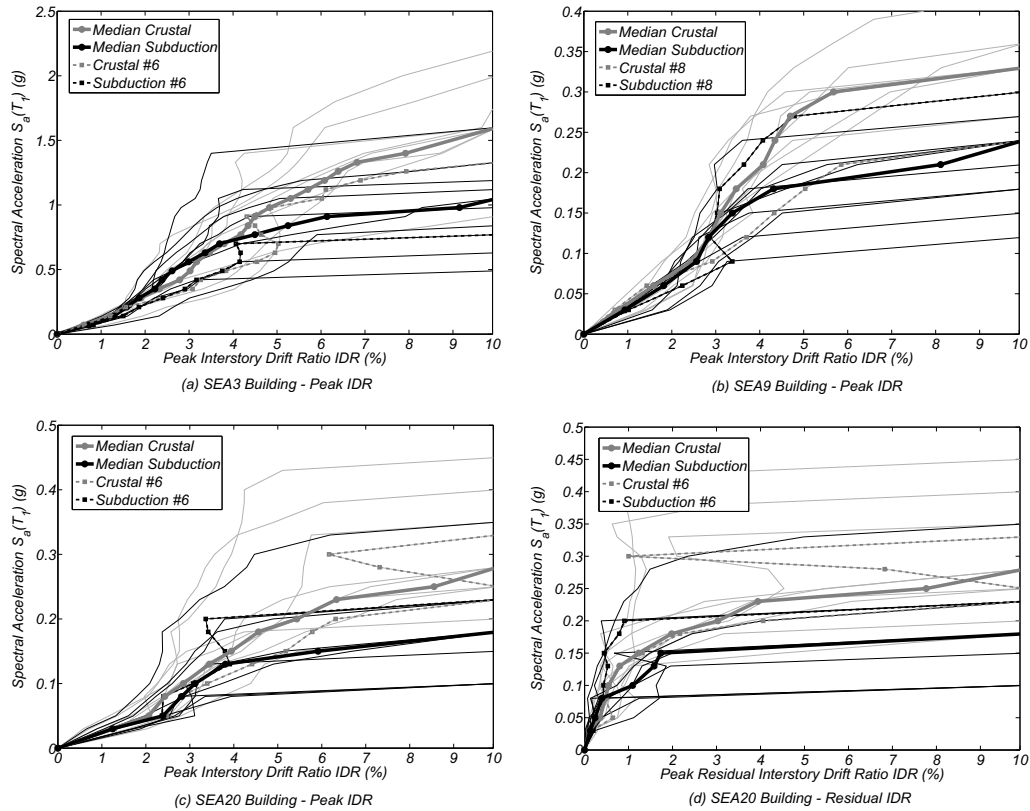 2.5
2
1.5
1
0.5
0
Spectral Acceleration Sa(T1) (g)
Median Crustal
Median Subduction
Crustal #6
Subduction #6
0 1 2 3 4 5 6 7 8 9 10
Peak Interstory Drift Ratio IDR (%)
(a) SEA3 Building - Peak IDR
0.4
0.35
0.3
0.25
0.2
0.15
0.1
0.05
0
Spectral Acceleration Sa(T1) (g)
Median Crustal
Median Subduction
Crustal #8
Subduction #8
0 1 2 3 4 5 6 7 8 9 10
Peak Interstory Drift Ratio IDR (%)
(b) SEA9 Building - Peak IDR
0.5
0.4
0.3
0.2
0.1
0
Spectral Acceleration Sa(T1) (g)
Median Crustal
Median Subduction
Crustal #6
Subduction #6
0 1 2 3 4 5 6 7 8 9 10
Peak Interstory Drift Ratio IDR (%)
(c) SEA20 Building - Peak IDR
0.5
0.45
0.4
0.35
0.3
0.25
0.2
0.15
0.1
0.05
0
Spectral Acceleration Sa(T1) (g)
Median Crustal
Median Subduction
Crustal #6
Subduction #6
0 1 2 3 4 5 6 7 8 9 10
Peak Residual Interstory Drift Ratio IDR (%)
(d) SEA20 Building - Residual IDR